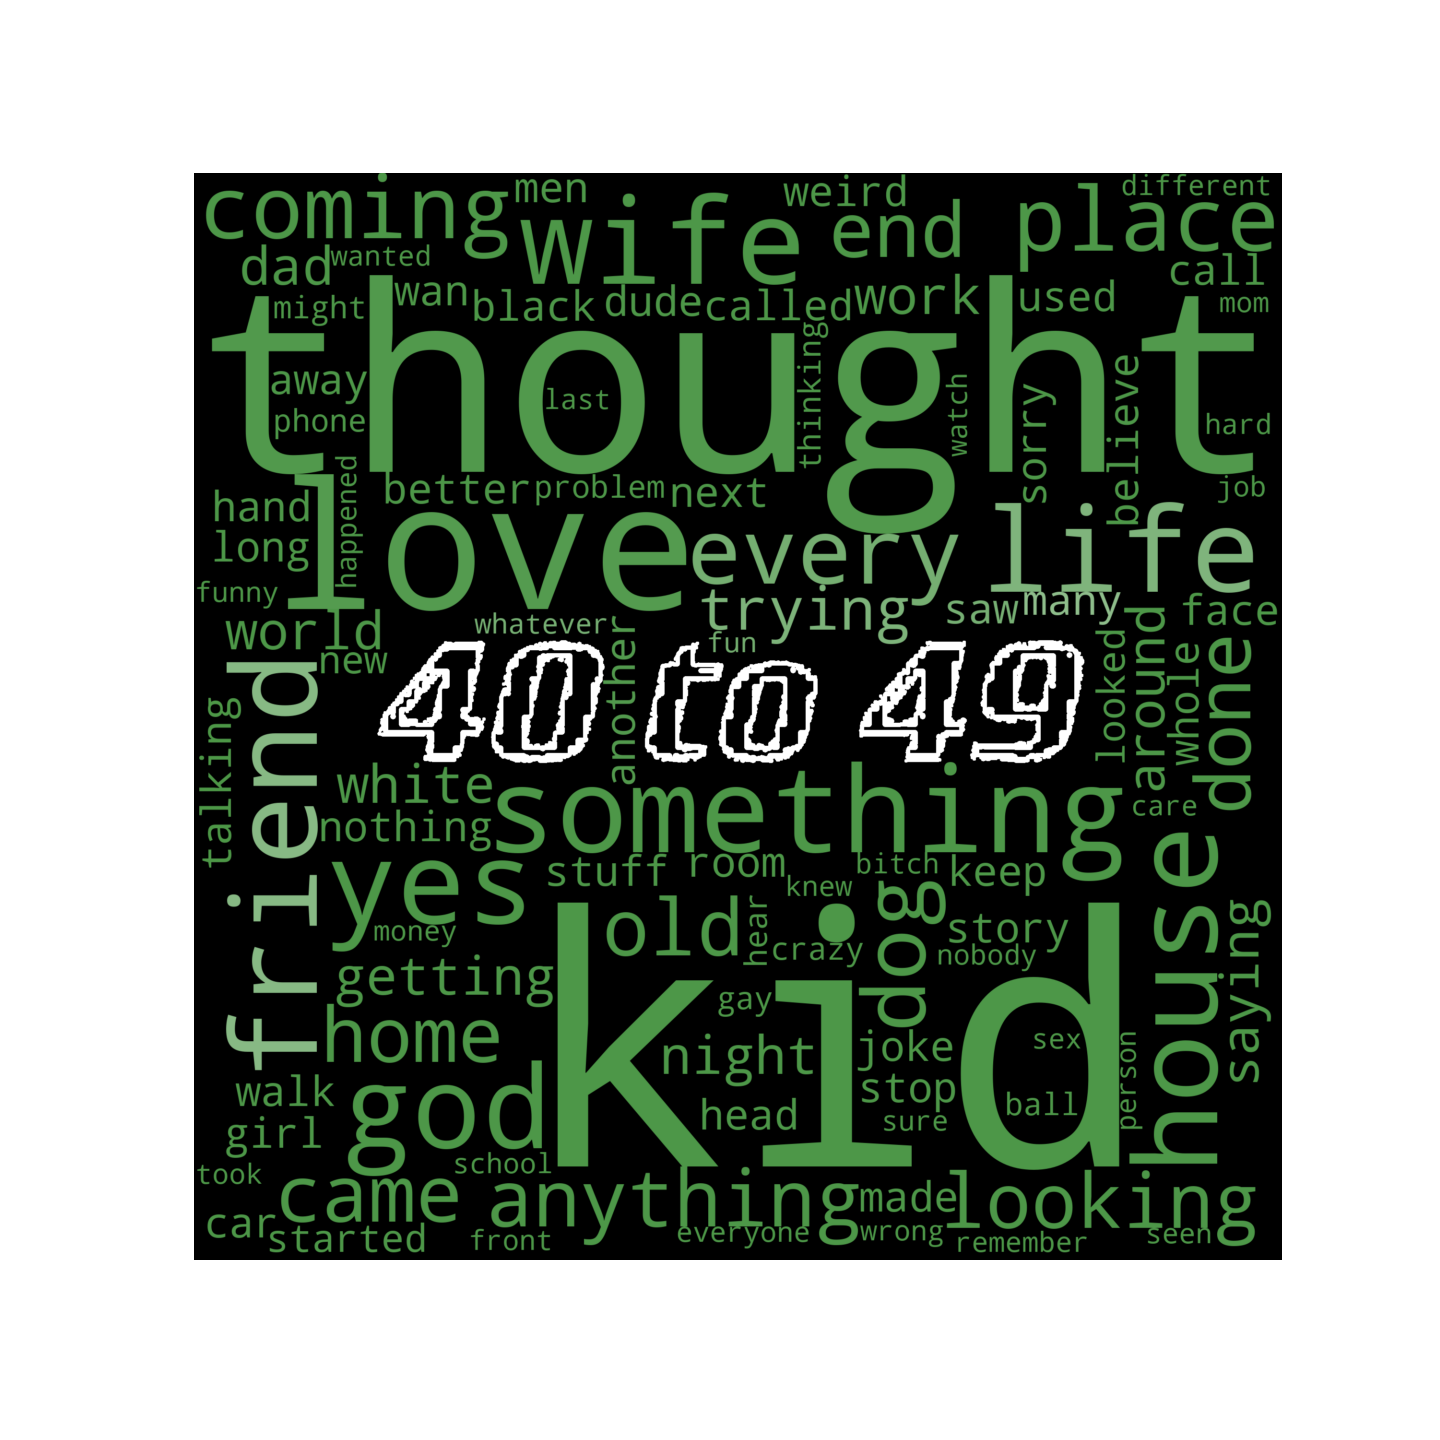 coming
men
wife
weird
end
place
different
dad
wanted
call
might
wan
black
dude
called
work
used
mom
thought
away
last
thinking
watch
sorry
believe
phone
hard
love
hand
happened
better
problem
next
job
long
every
life
funny
trying
saw
many
face
world
whatever
fun
new
another
looked
around
whole
done
40 to 49
friend
talking
white
something
care
nothing
yes
stuff
room
bitch
keep
knew
house
money
old
hear
crazy
dog
story
nobody
saying
getting
kid
gay
home
night
joke
sex
person
walk
god
head
stop
ball
girl
sure
took
school
came
anything
made
looking
car
started
front
everyone
wrong
remember
seen